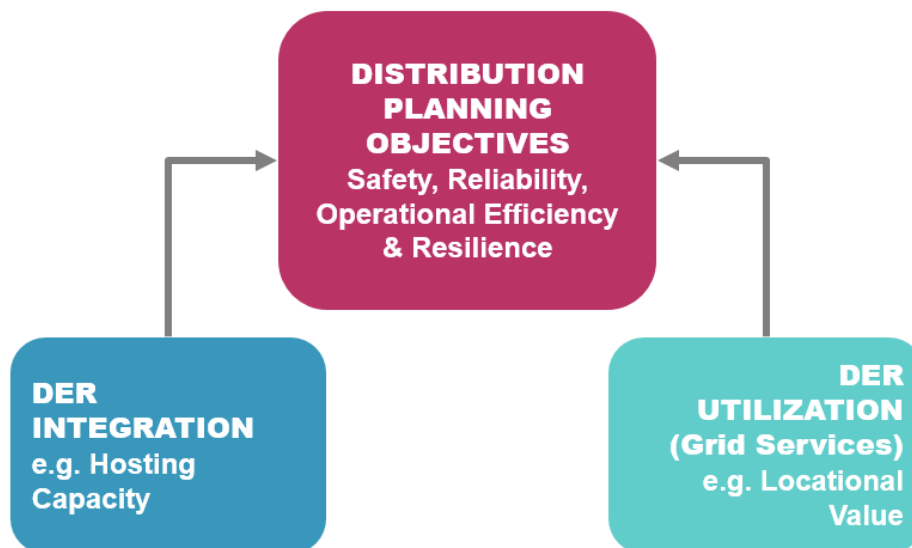 DISTRIBUTION
PLANNING
OBJECTIVES
Safety, Reliability,
Operational Efficiency
& Resilience
DER
INTEGRATION
e.g. Hosting
Capacity
DER
UTILIZATION
(Grid Services)
e.g. Locational
Value